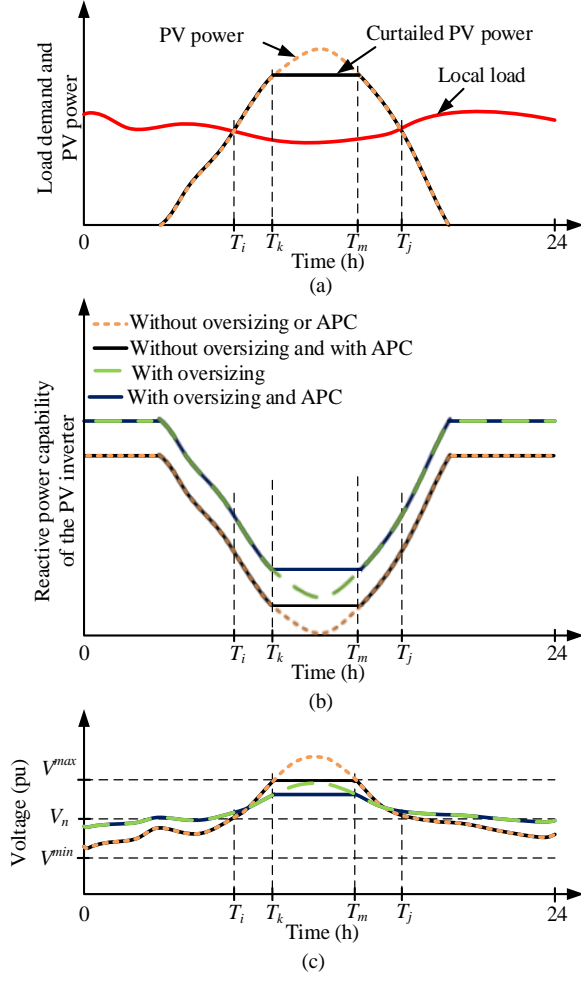 PV power
Curtailed PV power
Local load
Load demand and
PV power
0
T_i
T_k
T_m
T_j
24
Time (h)
(a)
Without oversizing or APC
Without oversizing and with APC
With oversizing
With oversizing and APC
Reactive power capability
of the PV inverter
0
T_i
T_k
T_m
T_j
24
Time (h)
(b)
Voltage (pu)
V^max
V_n
V^min
0
T_i
T_k
T_m
T_j
24
Time (h)
(c)